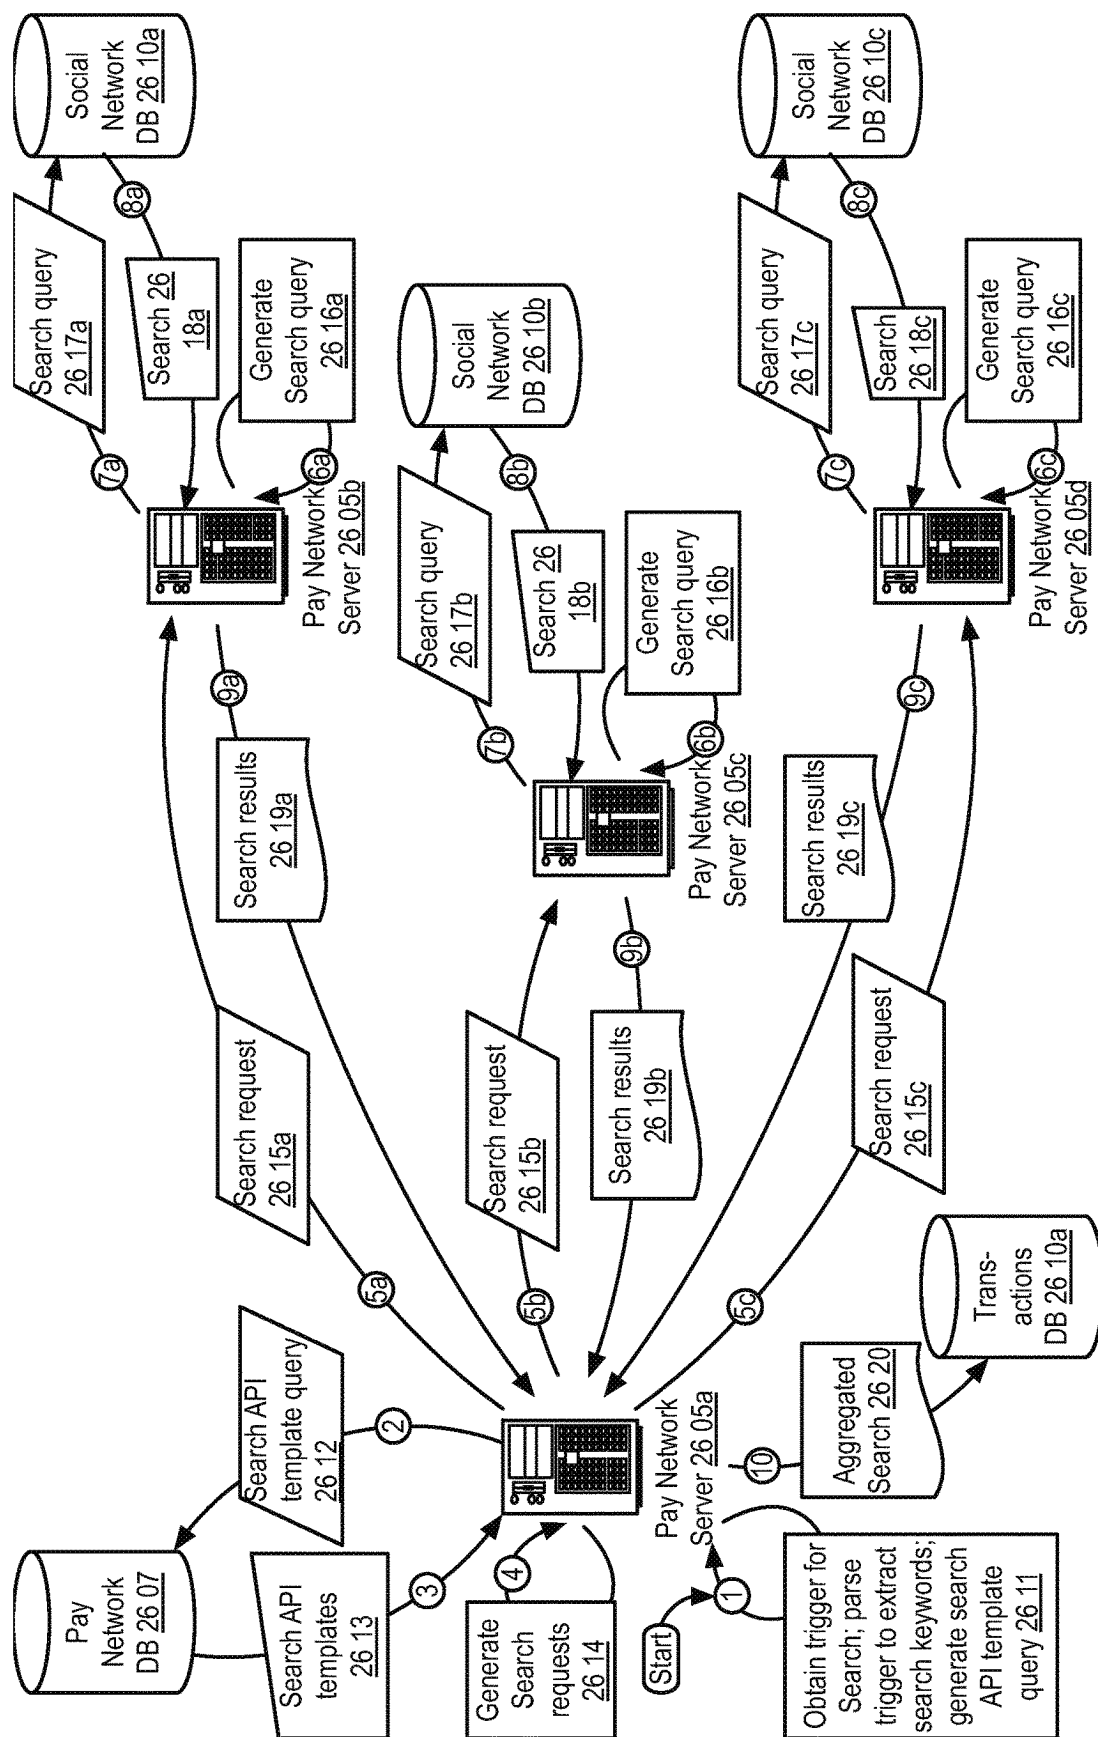 Pay
Network
DB 26 07
Search API
template query
26 12
2
Search API
templates
26 13
3
Generate
Search
requests
26 14
4
Start
1
Obtain trigger for
Search; parse
trigger to extract
search keywords;
generate search
API template
query 26 11
Pay Network
Server 26 05a
10
Aggregated
Search 26 20
Trans-
actions
DB 26 10a
5a
Search request
26 15a
5b
Search request
26 15b
5c
Search request
26 15c
Search results
26 19a
9a
Search results
26 19b
9b
Search results
26 19c
9c
Pay Network
Server 26 05b
6a
Generate
Search query
26 16a
7a
Search query
26 17a
Search 26
18a
8a
Social
Network
DB 26 10a
Pay Network
Server 26 05c
6b
Generate
Search query
26 16b
7b
Search query
26 17b
Search 26
18b
8b
Social
Network
DB 26 10b
Pay Network
Server 26 05d
6c
Generate
Search query
26 16c
7c
Search query
26 17c
Search
26 18c
8c
Social
Network
DB 26 10c